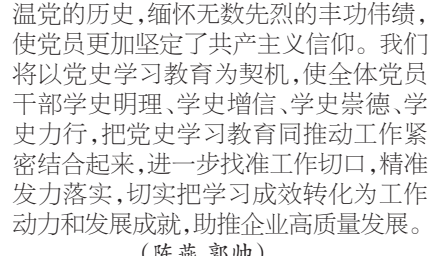 温党的历史,缅怀无数先烈的丰功伟绩,
使党员更加坚定了共产主义信仰。我们
将以党史学习教育为契机,使全体党员
干部学史明理、学史增信、学史崇德、学
史力行,把党史学习教育同推动工作紧
密结合起来,进一步找准工作切口,精准
发力落实,切实把学习成效转化为工作
动力和发展成就,助推企业高质量发展。
(陈燕 郭帅)